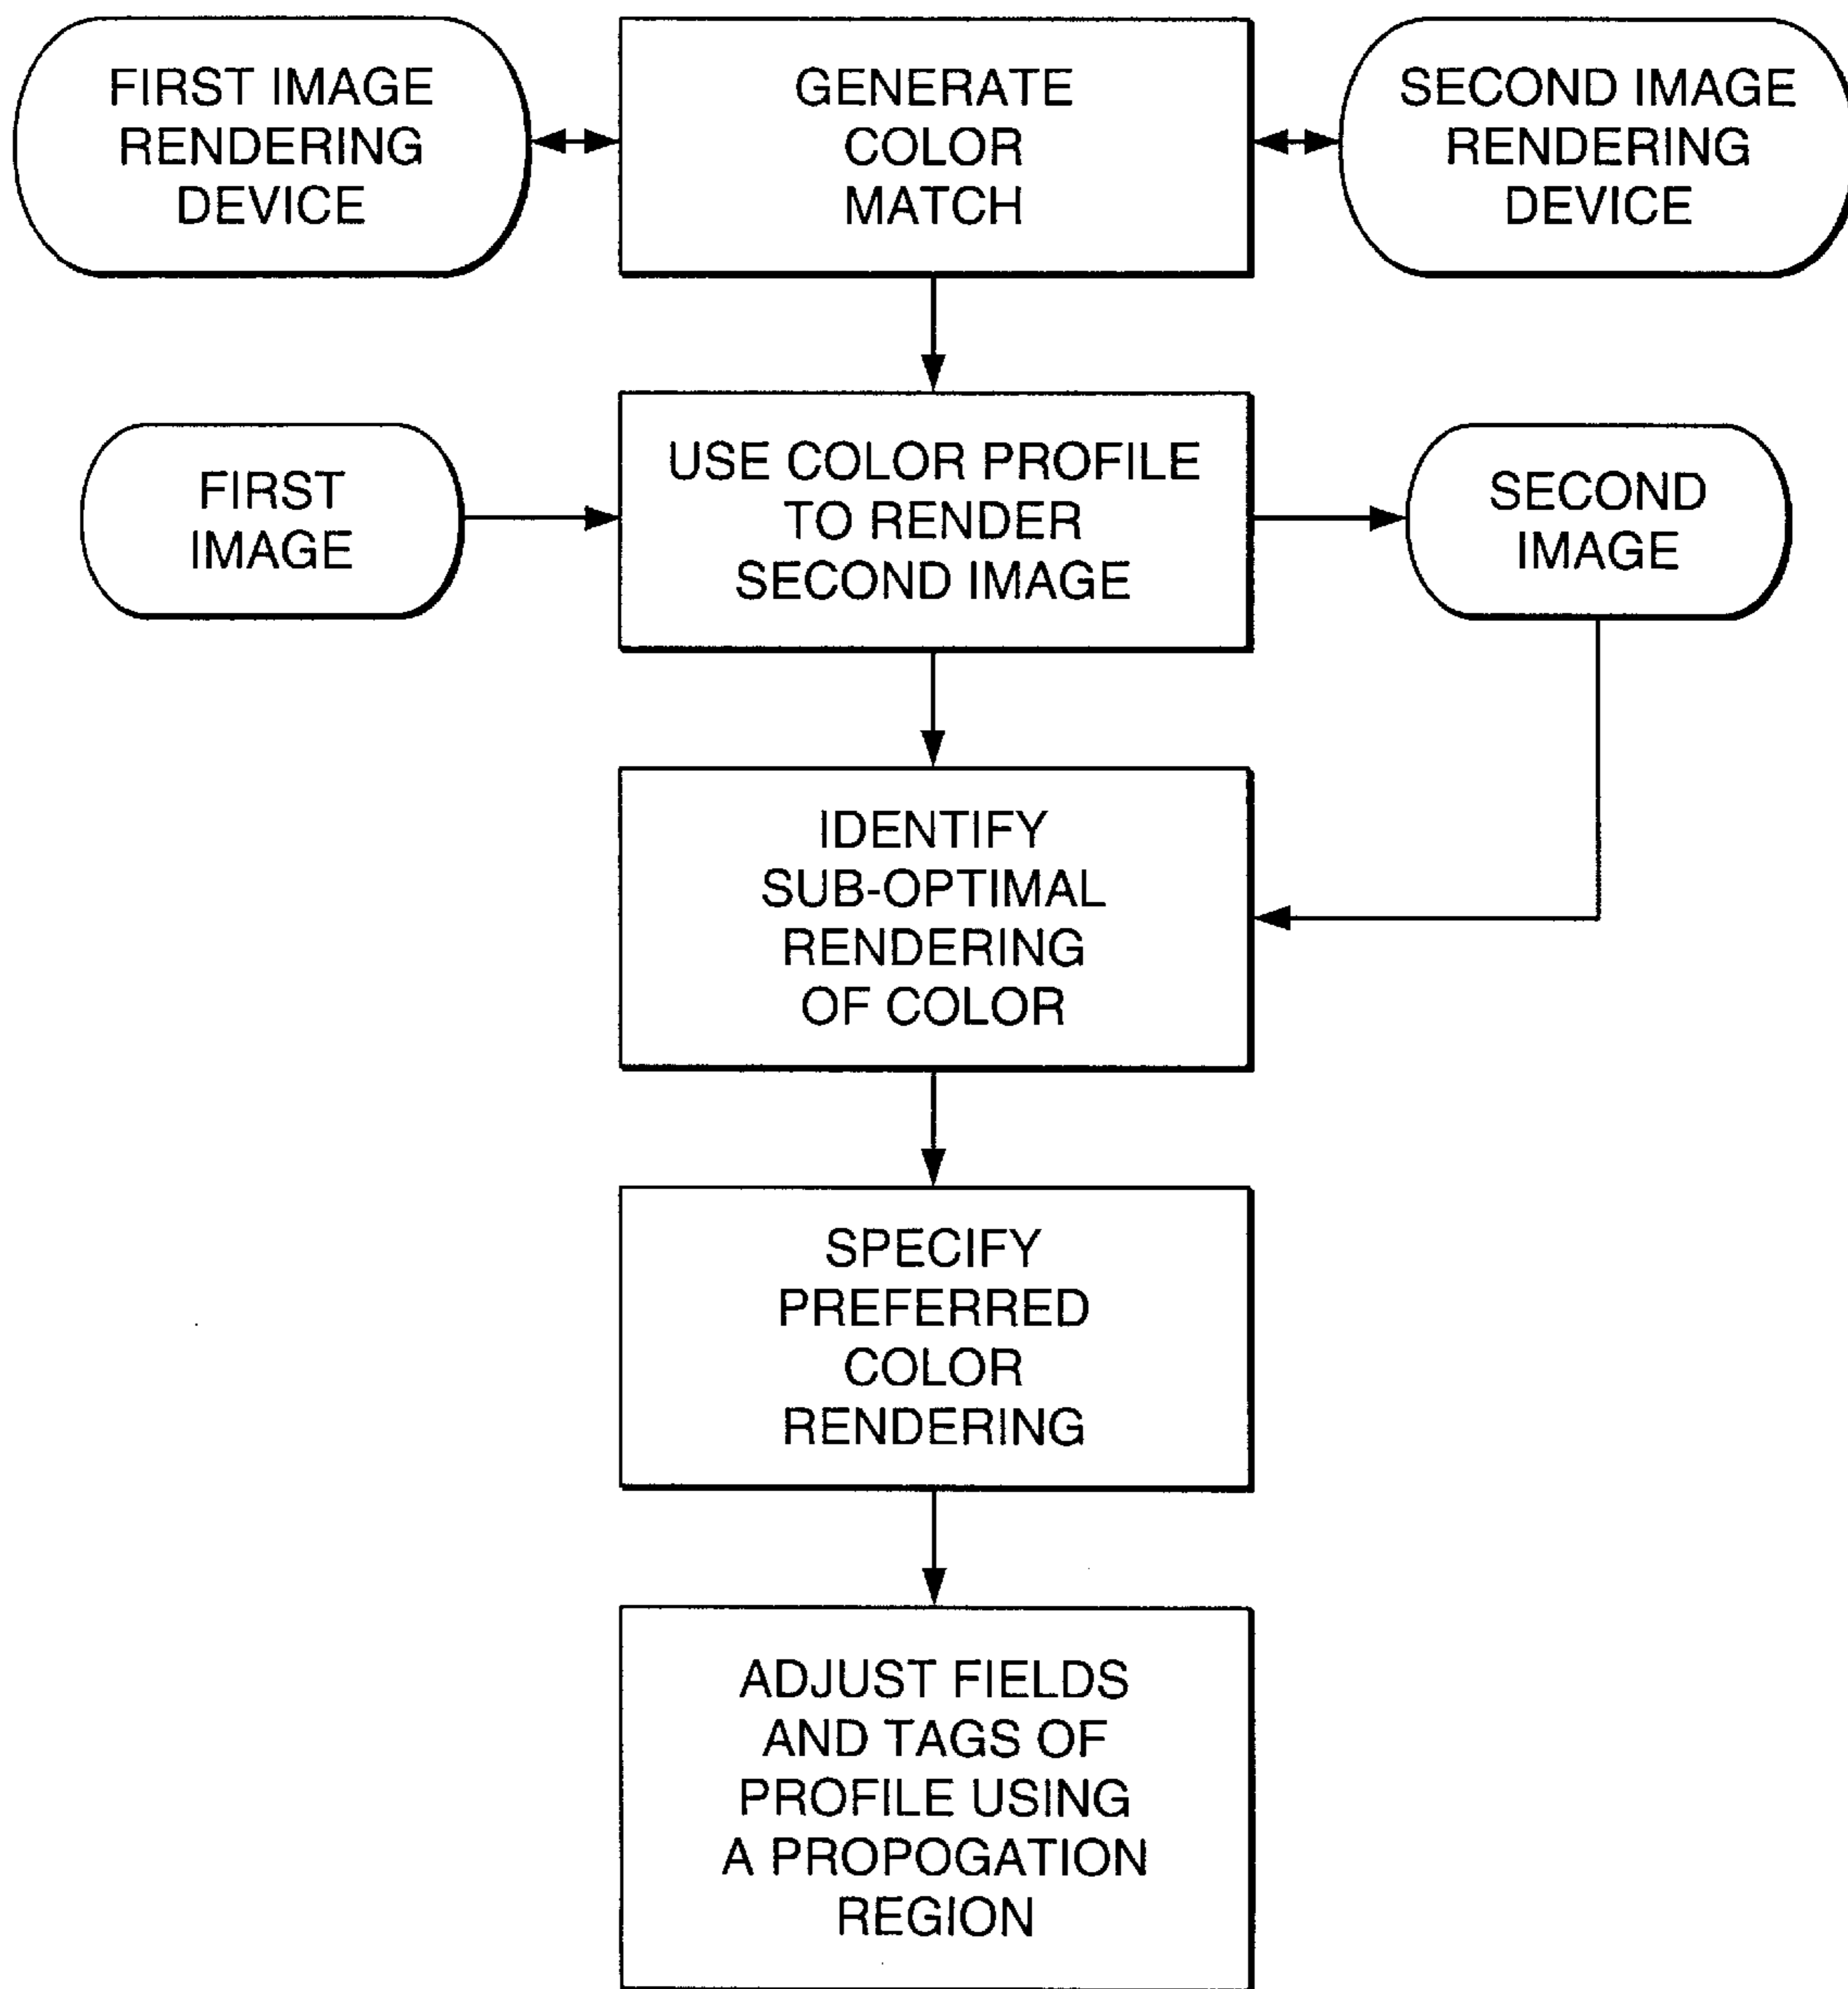 FIRST IMAGE
RENDERING
DEVICE
GENERATE
COLOR
MATCH
SECOND IMAGE
RENDERING
DEVICE
FIRST
IMAGE
USE COLOR PROFILE
TO RENDER
SECOND IMAGE
SECOND
IMAGE
IDENTIFY
SUB-OPTIMAL
RENDERING
OF COLOR
SPECIFY
PREFERRED
COLOR
RENDERING
ADJUST FIELDS
AND TAGS OF
PROFILE USING
A PROPOGATION
REGION